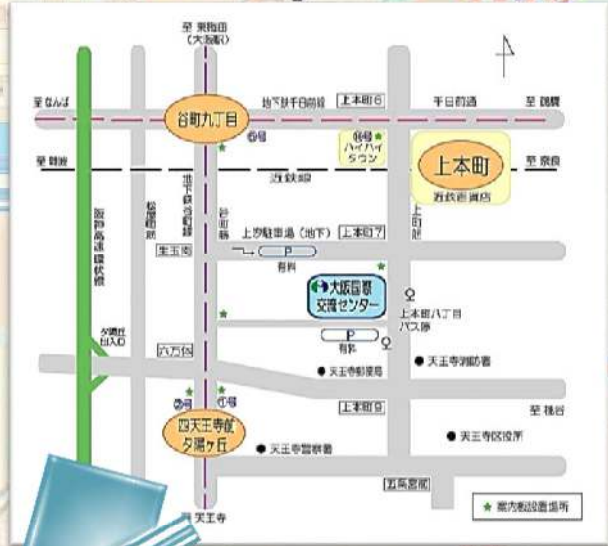 至 東梅田
(大阪駅)
至 なんば
谷町九丁目
地下鉄千日前線
上本町6
千日前通
至 鶴橋
⑤号
⑭号
ハイハイ
タウン
上本町
近鉄百貨店
至 難波
近鉄線
至 奈良
阪神高速環状線
松屋町筋
地下鉄谷町線
谷町筋
上町筋
上汐駐車場(地下)
上本町7
生玉南
P
有料
大阪国際
交流センター
上本町八丁目
バス停
P
有料
夕陽丘
出入口
六万体
天王寺郵便局
天王寺消防署
②号
①号
上本町9
至 桃谷
四天王寺前
夕陽ヶ丘
天王寺警察署
天王寺区役所
五条宮前
天王寺
★ 案内板設置場所